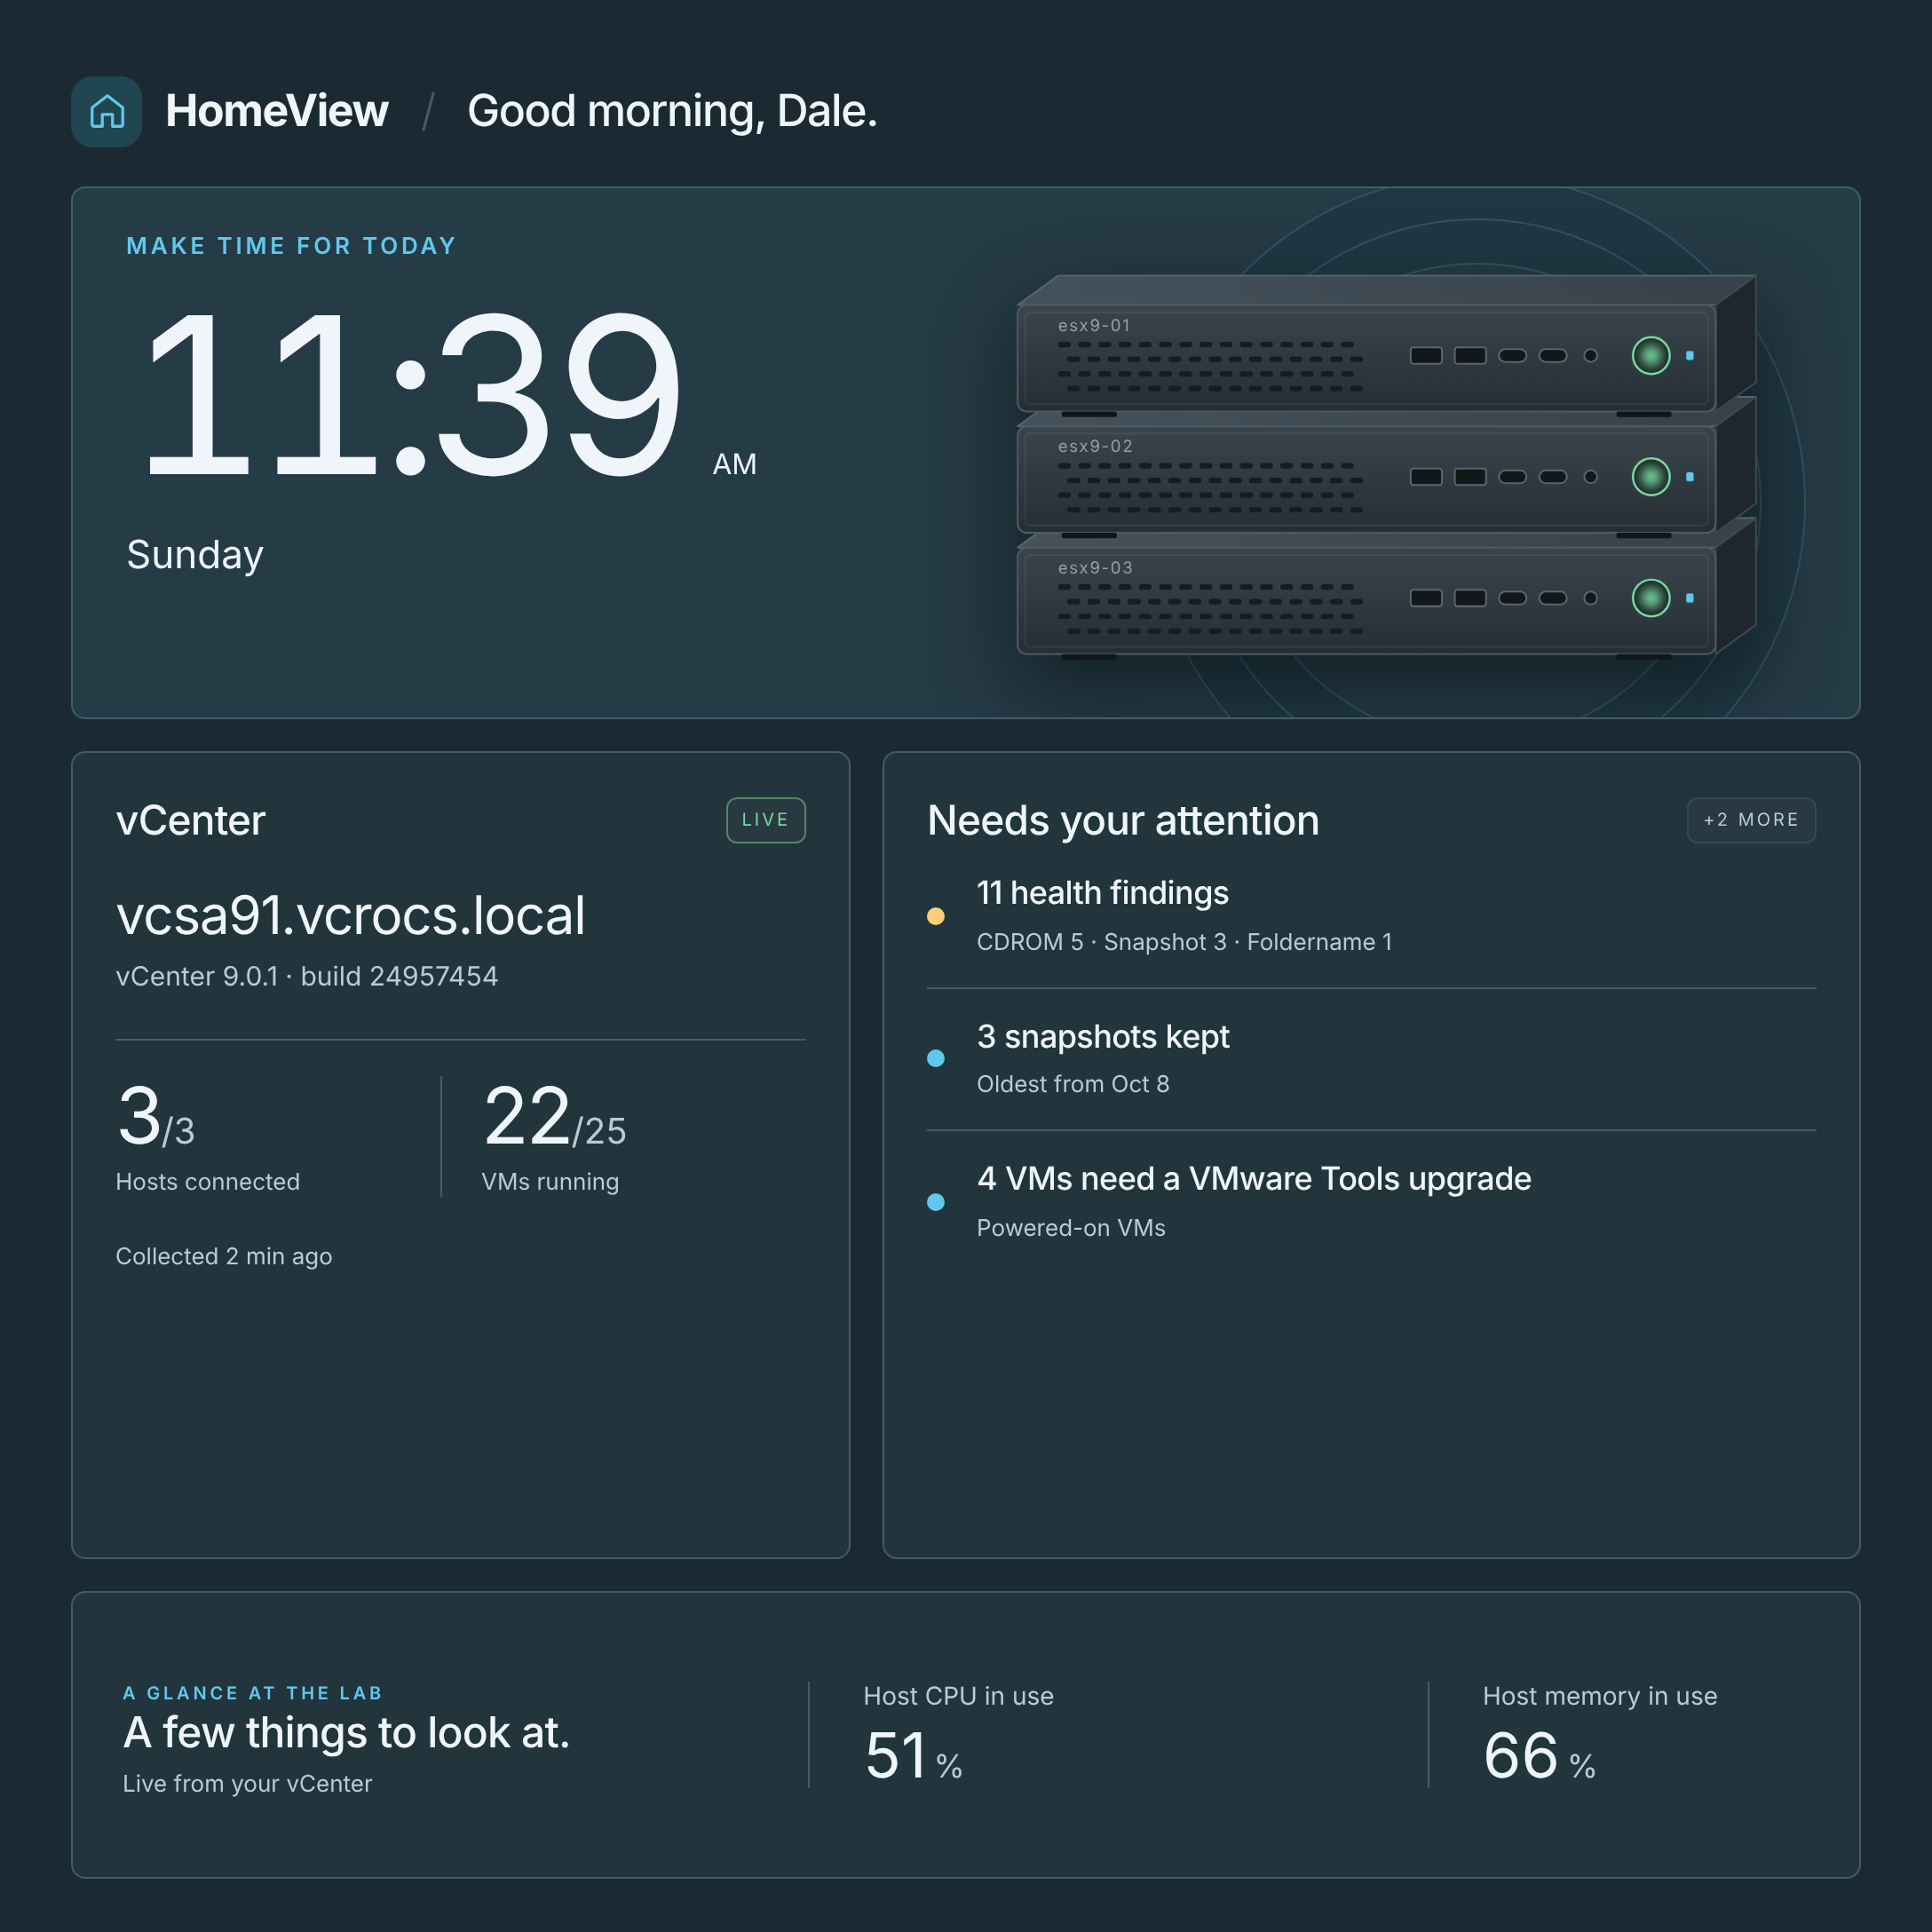 HomeView / Good morning, Dale.
MAKE TIME FOR TODAY
11:39 AM
Sunday
esx9-01
esx9-02
esx9-03
vCenter
LIVE
vcsa91.vcrocs.local
vCenter 9.0.1 · build 24957454
3/3
Hosts connected
22/25
VMs running
Collected 2 min ago
Needs your attention
+2 MORE
11 health findings
CDROM 5 · Snapshot 3 · Foldername 1
3 snapshots kept
Oldest from Oct 8
4 VMs need a VMware Tools upgrade
Powered-on VMs
A GLANCE AT THE LAB
A few things to look at.
Live from your vCenter
Host CPU in use
51 %
Host memory in use
66 %